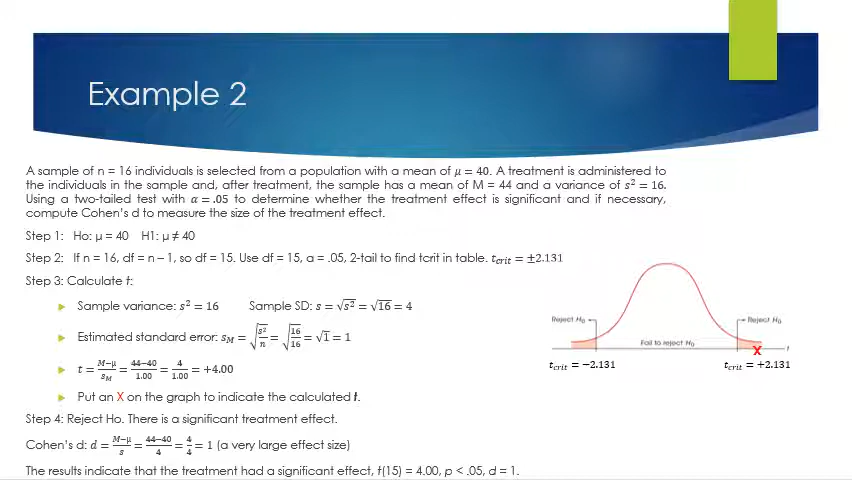 Example 2
A sample of n = 16 individuals is selected from a population with a mean of μ = 40. A treatment is administered to
the individuals in the sample and, after treatment, the sample has a mean of M = 44 and a variance of s² = 16.
Using a two-tailed test with α = .05 to determine whether the treatment effect is significant and if necessary,
compute Cohen's d to measure the size of the treatment effect.
Step 1: Ho: μ = 40 H1: μ ≠ 40
Step 2: If n = 16, df = n – 1, so df = 15. Use df = 15, a = .05, 2-tail to find tcrit in table. t_crit = ±2.131
Step 3: Calculate t:
Sample variance: s² = 16 Sample SD: s = √s² = √16 = 4
Estimated standard error: s_M = √(s²/n) = √(16/16) = √1 = 1
t = (M−μ)/s_M = (44−40)/1.00 = 4/1.00 = +4.00
Put an X on the graph to indicate the calculated t.
Reject H₀ Reject H₀
Fail to reject H₀
X
t
t_crit = −2.131 t_crit = +2.131
Step 4: Reject Ho. There is a significant treatment effect.
Cohen's d: d = (M−μ)/s = (44−40)/4 = 4/4 = 1 (a very large effect size)
The results indicate that the treatment had a significant effect, t(15) = 4.00, p < .05, d = 1.